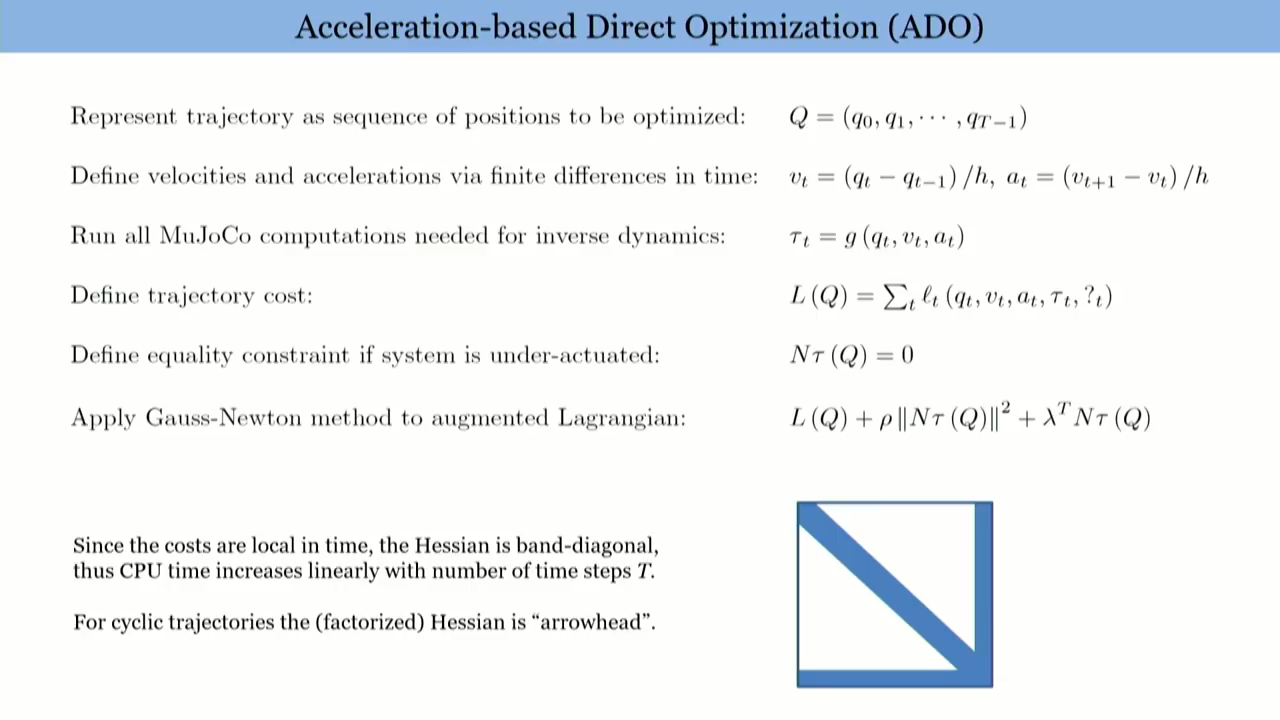 Acceleration-based Direct Optimization (ADO)
Represent trajectory as sequence of positions to be optimized: Q = (q₀, q₁, ⋯ , q_{T−1})
Define velocities and accelerations via finite differences in time: v_t = (q_t − q_{t−1}) /h, a_t = (v_{t+1} − v_t) /h
Run all MuJoCo computations needed for inverse dynamics: τ_t = g (q_t, v_t, a_t)
Define trajectory cost: L (Q) = ∑_t ℓ_t (q_t, v_t, a_t, τ_t, ?_t)
Define equality constraint if system is under-actuated: Nτ (Q) = 0
Apply Gauss-Newton method to augmented Lagrangian: L (Q) + ρ ‖Nτ (Q)‖² + λ^T Nτ (Q)
Since the costs are local in time, the Hessian is band-diagonal,
thus CPU time increases linearly with number of time steps T.
For cyclic trajectories the (factorized) Hessian is “arrowhead”.